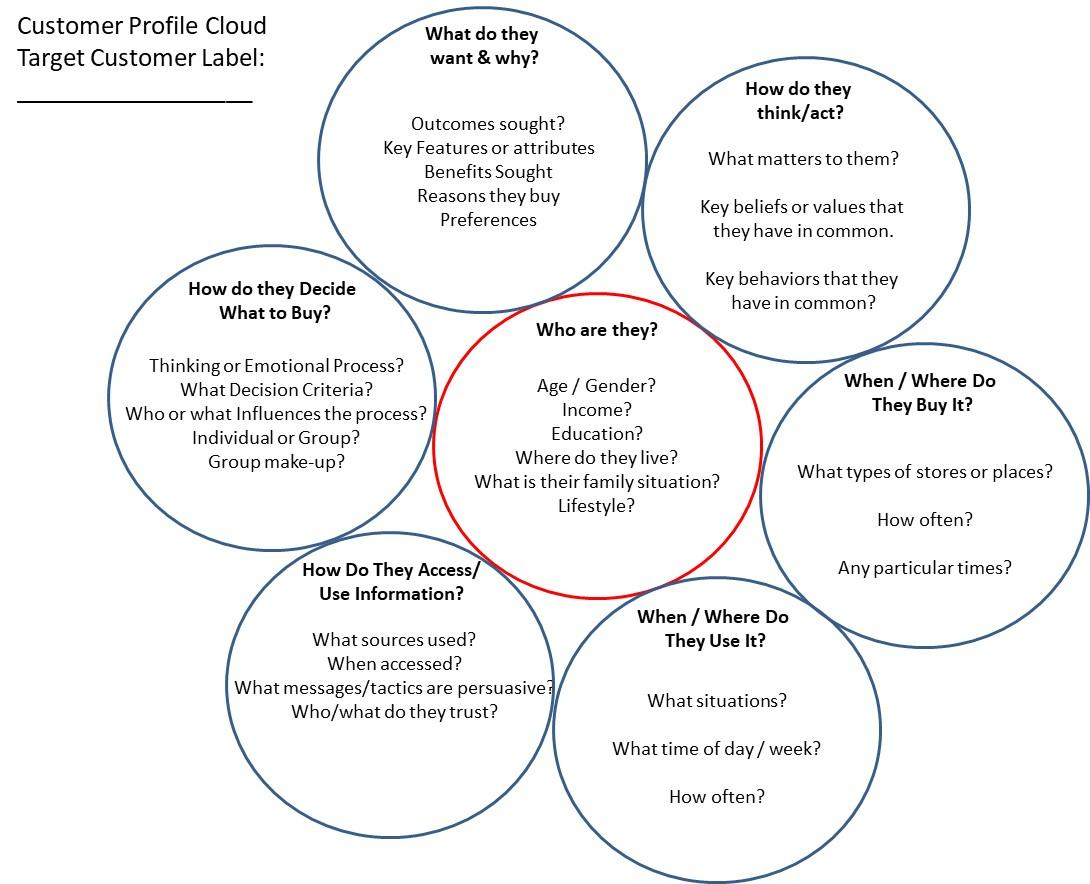 Customer Profile Cloud
Target Customer Label:
What do they
want & why?
Outcomes sought?
Key Features or attributes
Benefits Sought
Reasons they buy
Preferences
How do they
think/act?
What matters to them?
Key beliefs or values that
they have in common.
Key behaviors that they
have in common?
How do they Decide
What to Buy?
Thinking or Emotional Process?
What Decision Criteria?
Who or what Influences the process?
Individual or Group?
Group make-up?
Who are they?
Age / Gender?
Income?
Education?
Where do they live?
What is their family situation?
Lifestyle?
When / Where Do
They Buy It?
What types of stores or places?
How often?
Any particular times?
How Do They Access/
Use Information?
What sources used?
When accessed?
What messages/tactics are persuasive?
Who/what do they trust?
When / Where Do
They Use It?
What situations?
What time of day / week?
How often?